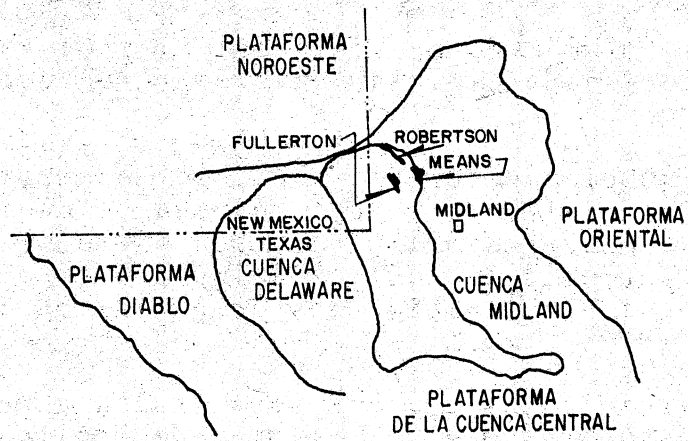 PLATAFORMA
NOROESTE
FULLERTON
ROBERTSON
MEANS
MIDLAND
PLATAFORMA
ORIENTAL
NEW MEXICO
TEXAS
CUENCA
DELAWARE
PLATAFORMA
DIABLO
CUENCA
MIDLAND
PLATAFORMA
DE LA CUENCA CENTRAL